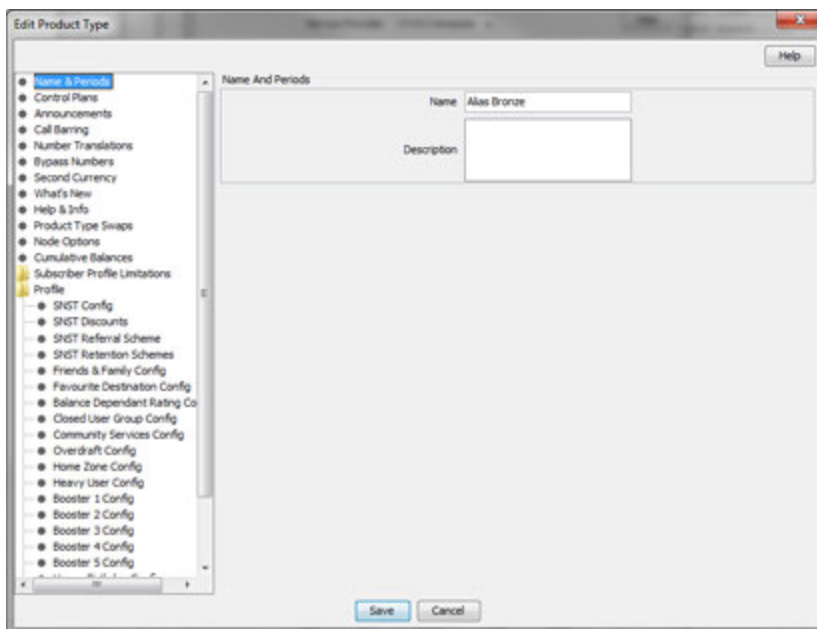 Edit Product Type
Help
Name & Periods
Control Plans
Announcements
Call Barring
Number Translations
Bypass Numbers
Second Currency
What's New
Help & Info
Product Type Swaps
Node Options
Cumulative Balances
Subscriber Profile Limitations
Profile
SNST Config
SNST Discounts
SNST Referral Scheme
SNST Retention Schemes
Friends & Family Config
Favourite Destination Config
Balance Dependant Rating Co
Closed User Group Config
Community Services Config
Overdraft Config
Home Zone Config
Heavy User Config
Booster 1 Config
Booster 2 Config
Booster 3 Config
Booster 4 Config
Booster 5 Config
Name And Periods
Name Alias Bronze
Description
Save Cancel